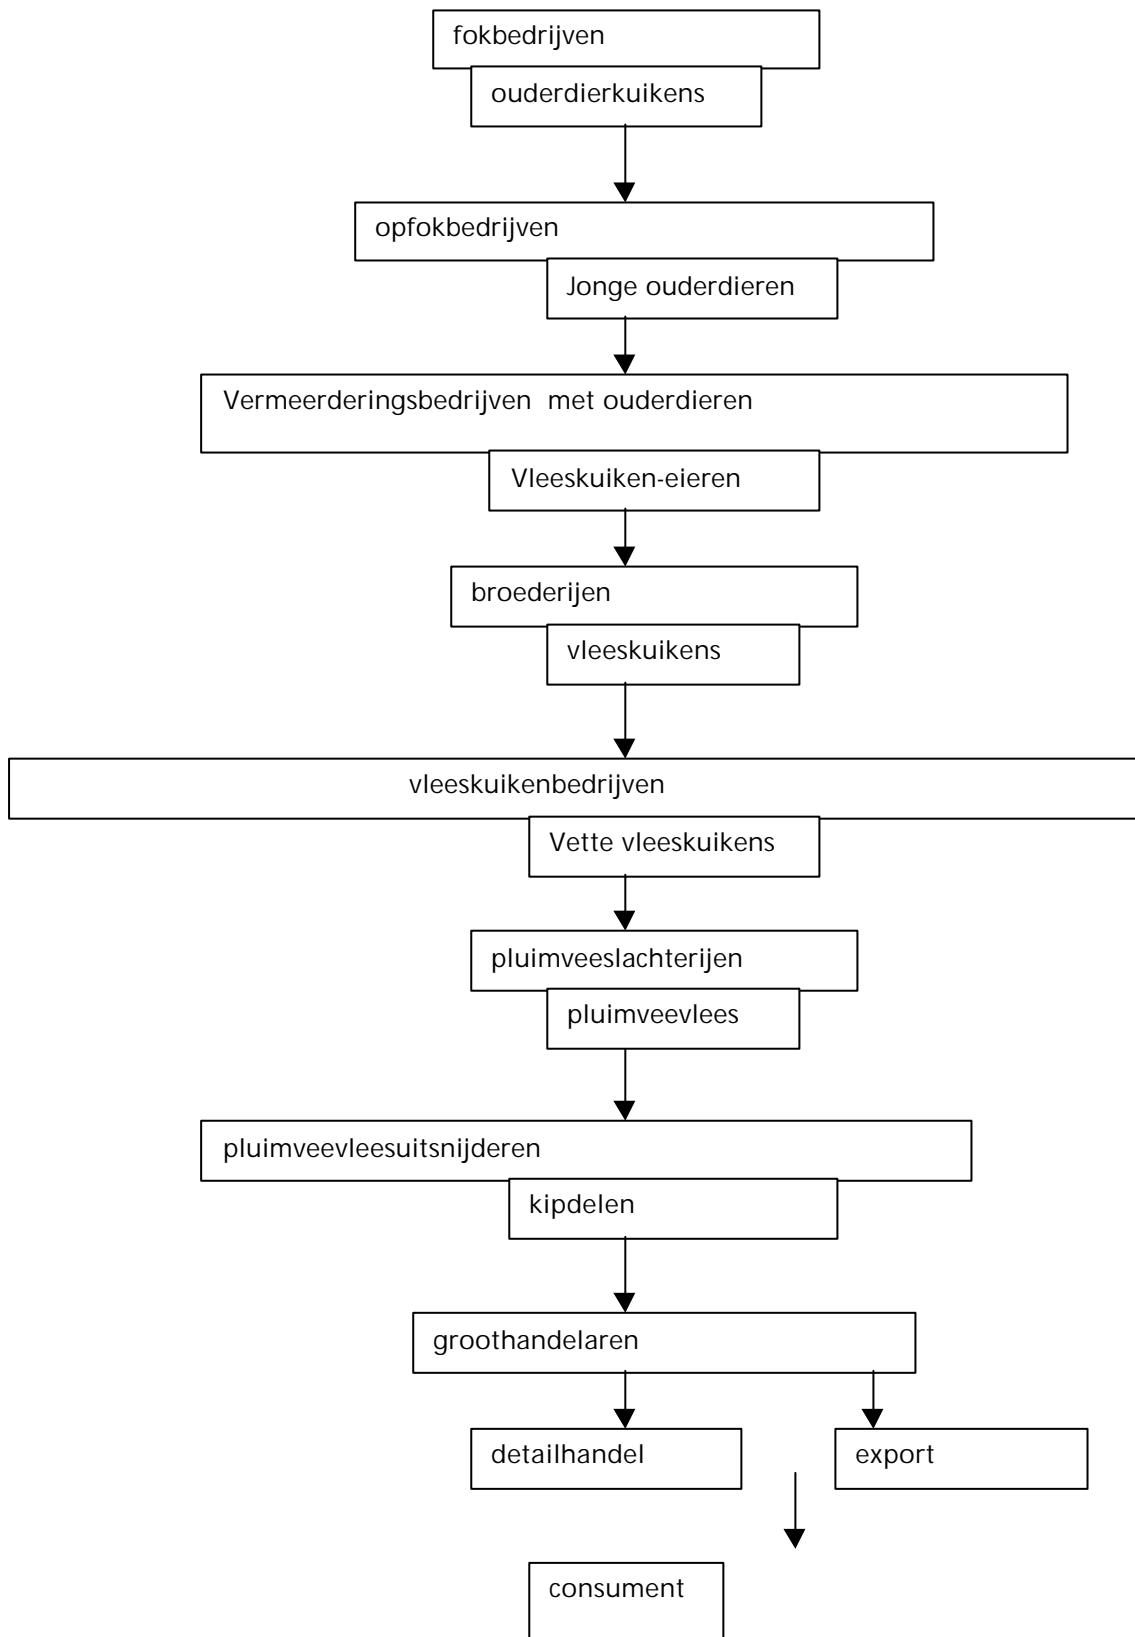 fokbedrijven
ouderdierkuikens
opfokbedrijven
Jonge ouderdieren
Vermeerderingsbedrijven met ouderdieren
Vleeskuiken-eieren
broederijen
vleeskuikens
vleeskuikenbedrijven
Vette vleeskuikens
pluimveeslachterijen
pluimveevlees
pluimveevleesuitsnijderen
kipdelen
groothandelaren
detailhandel
export
consument